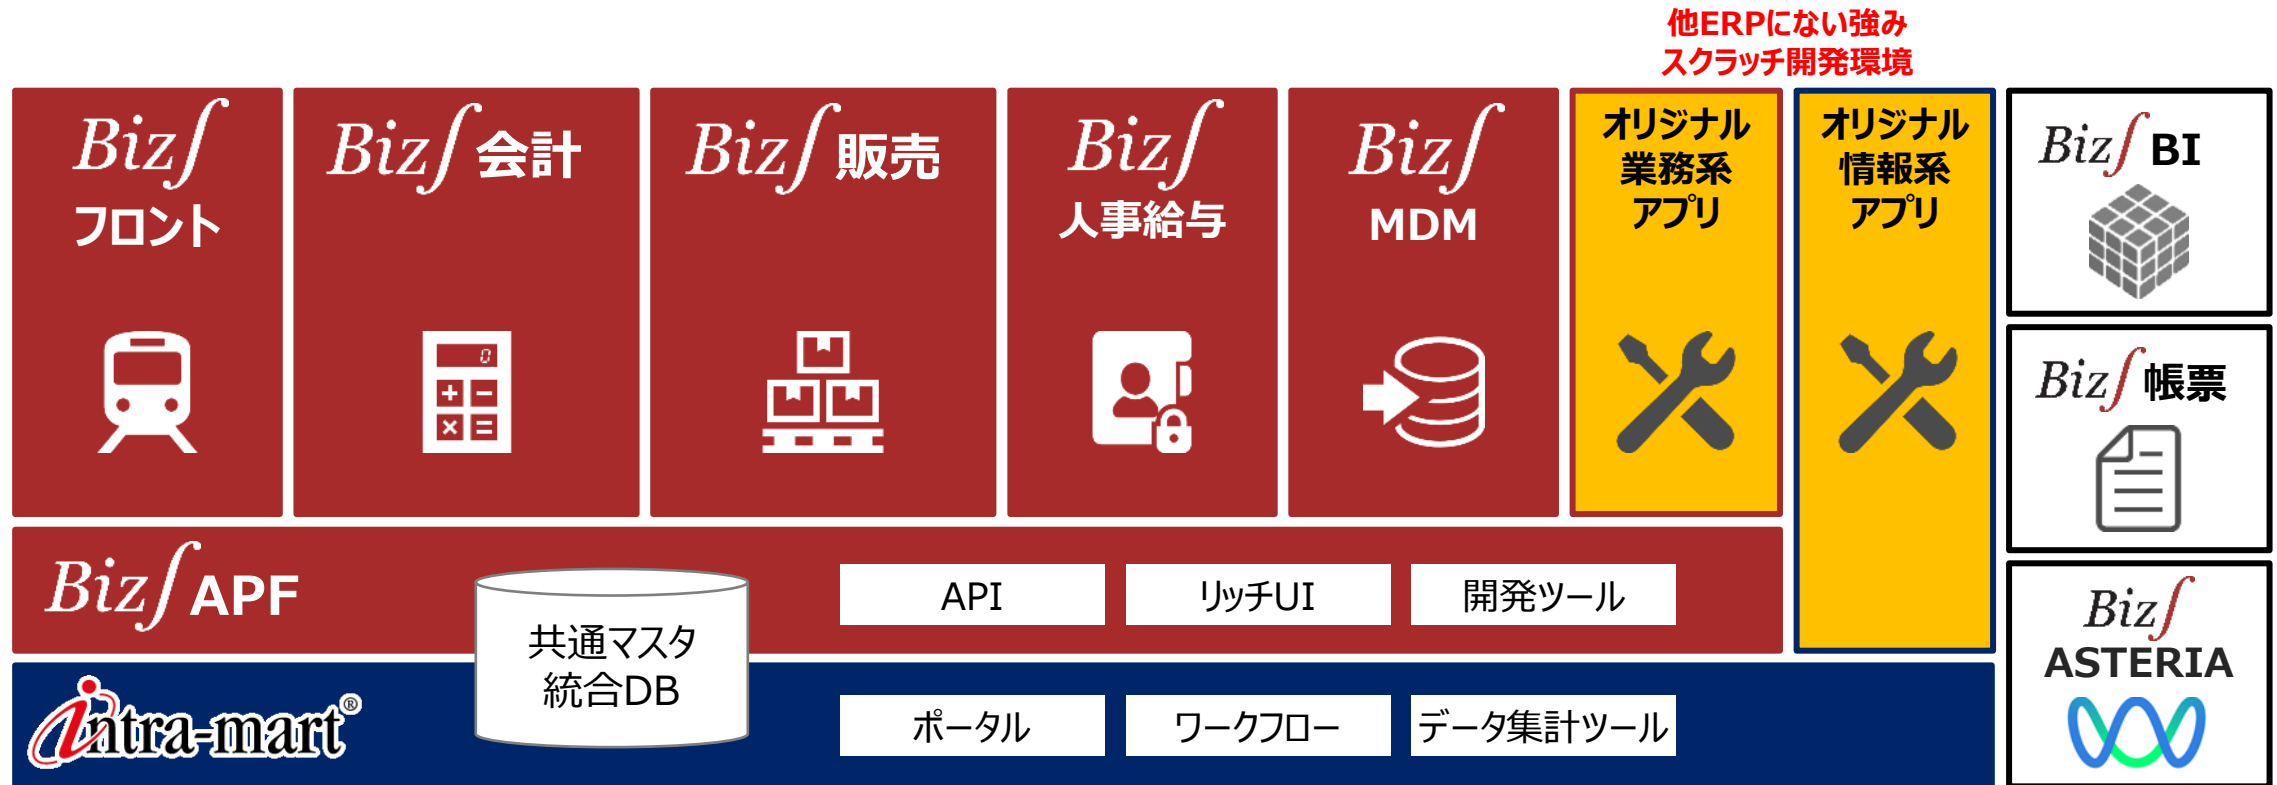 他ERPにない強み
スクラッチ開発環境
Biz∫
フロント
Biz∫会計
Biz∫販売
Biz∫
人事給与
Biz∫
MDM
オリジナル
業務系
アプリ
オリジナル
情報系
アプリ
Biz∫ BI
Biz∫帳票
Biz∫
ASTERIA
0
Biz∫ APF
共通マスタ
統合DB
API
リッチUI
開発ツール
intra-mart®
ポータル
ワークフロー
データ集計ツール